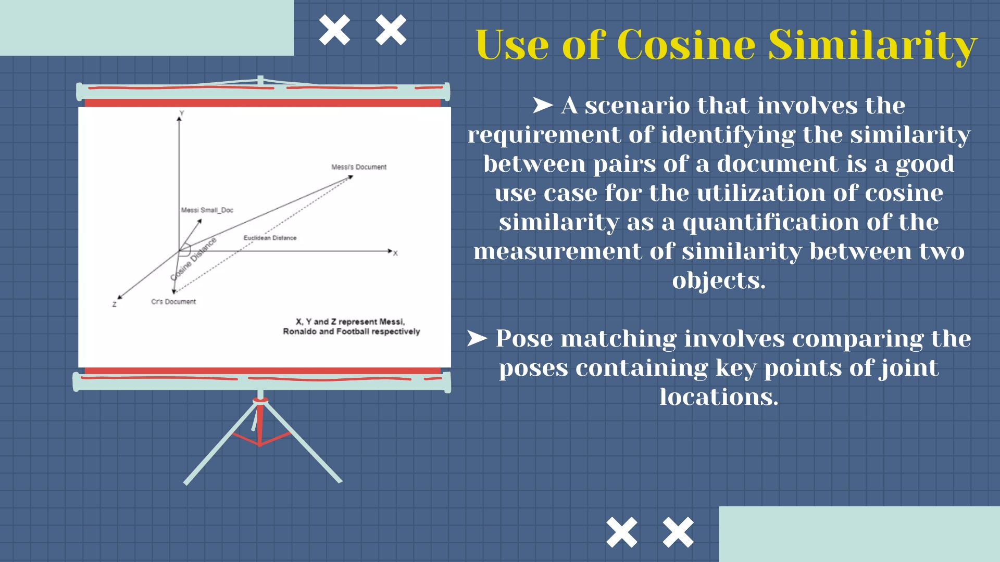 Use of Cosine Similarity
➤ A scenario that involves the
requirement of identifying the similarity
between pairs of a document is a good
use case for the utilization of cosine
similarity as a quantification of the
measurement of similarity between two
objects.
➤ Pose matching involves comparing the
poses containing key points of joint
locations.
Y
Messi's Document
Messi Small_Doc
Euclidean Distance
Cosine Distance
X
Z
Cr's Document
X, Y and Z represent Messi,
Ronaldo and Football respectively